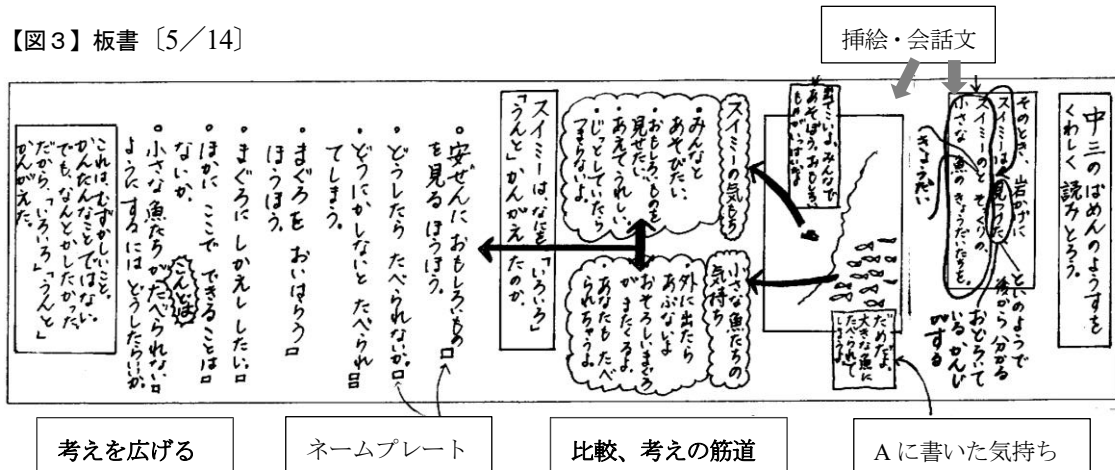 【図３】板書〔5／14〕
挿絵・会話文
中三のばめんのようすを
くわしく読みとろう。
そのとき、岩かげに
スイミーは見つけた、
スイミーのと そっくりの、
小さな魚のきょうだいたちを。
きょうだい
といのようで
後から分かる
おどろいて
いるかんじ
がする
出てこいよ。みんなで
あそぼう。おもしろい
ものがいっぱいだよ
だめだよ。
大きな魚に
たべられて
しまうよ。
スイミーの気もち
・みんなと
あそびたい。
・おもしろいものを
見せたい。
・あえてうれしい。
・じっとしていたら
つまらないよ。
小さな魚たちの
気持ち
・外に出たら
あぶないよ
・おそろしいまぐろ
がまたくるよ。
・あなたもたべ
られちゃうよ。
スイミーは、なにを「いろいろ」
「うんと」かんがえたのか。
・安ぜんにおもしろいもの
を見るほうほう。
・どうしたら たべられないか。
・どうにかしないと たべられ
てしまう。
・まぐろを おいはらう
ほうほう。
・まぐろに しかえししたい。
・ほかに ここで できることは
ないか。
・小さな魚たちがたべられない
ようにするには どうしたらいいか。
こんどは
これは、むずかしいこと。
かんたんなことではない。
でも、なんとかしたかった。
だから、「いろいろ」「うんと」
かんがえた。
考えを広げる
ネームプレート
比較、考えの筋道
Aに書いた気持ち